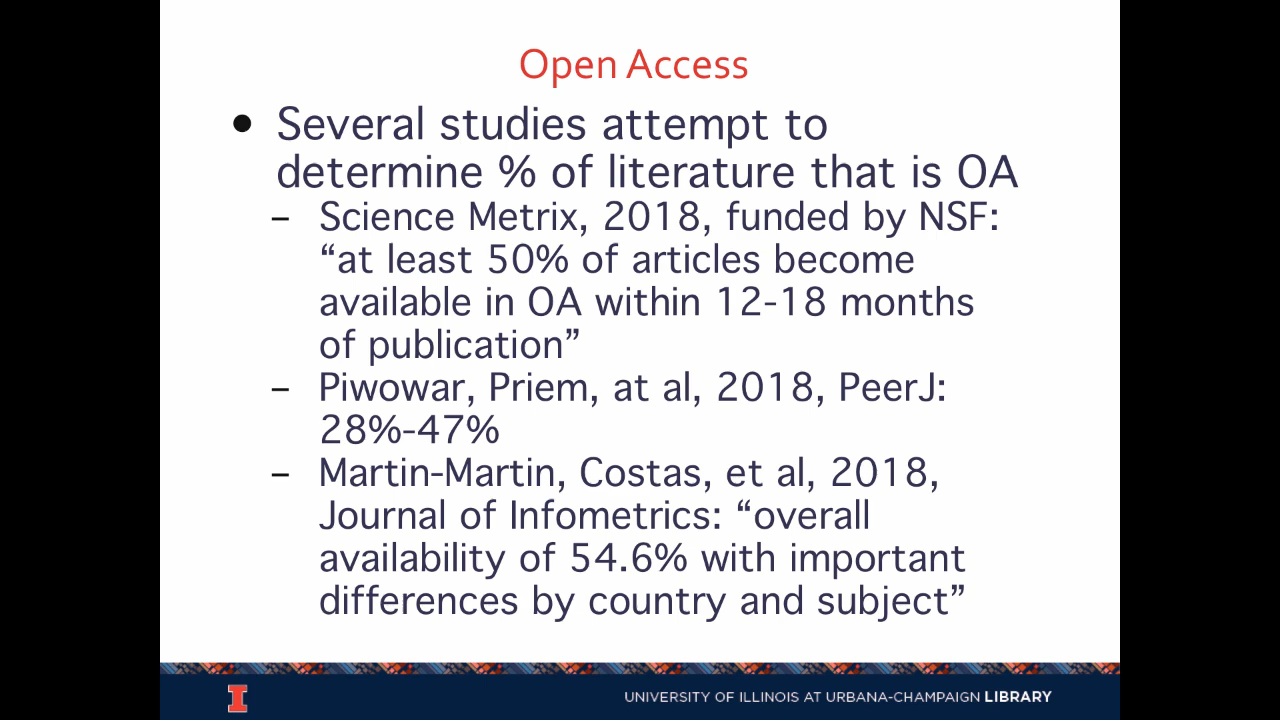 Open Access
• Several studies attempt to
determine % of literature that is OA
– Science Metrix, 2018, funded by NSF:
“at least 50% of articles become
available in OA within 12-18 months
of publication”
– Piwowar, Priem, at al, 2018, PeerJ:
28%-47%
– Martin-Martin, Costas, et al, 2018,
Journal of Infometrics: “overall
availability of 54.6% with important
differences by country and subject”
I
UNIVERSITY OF ILLINOIS AT URBANA-CHAMPAIGN LIBRARY